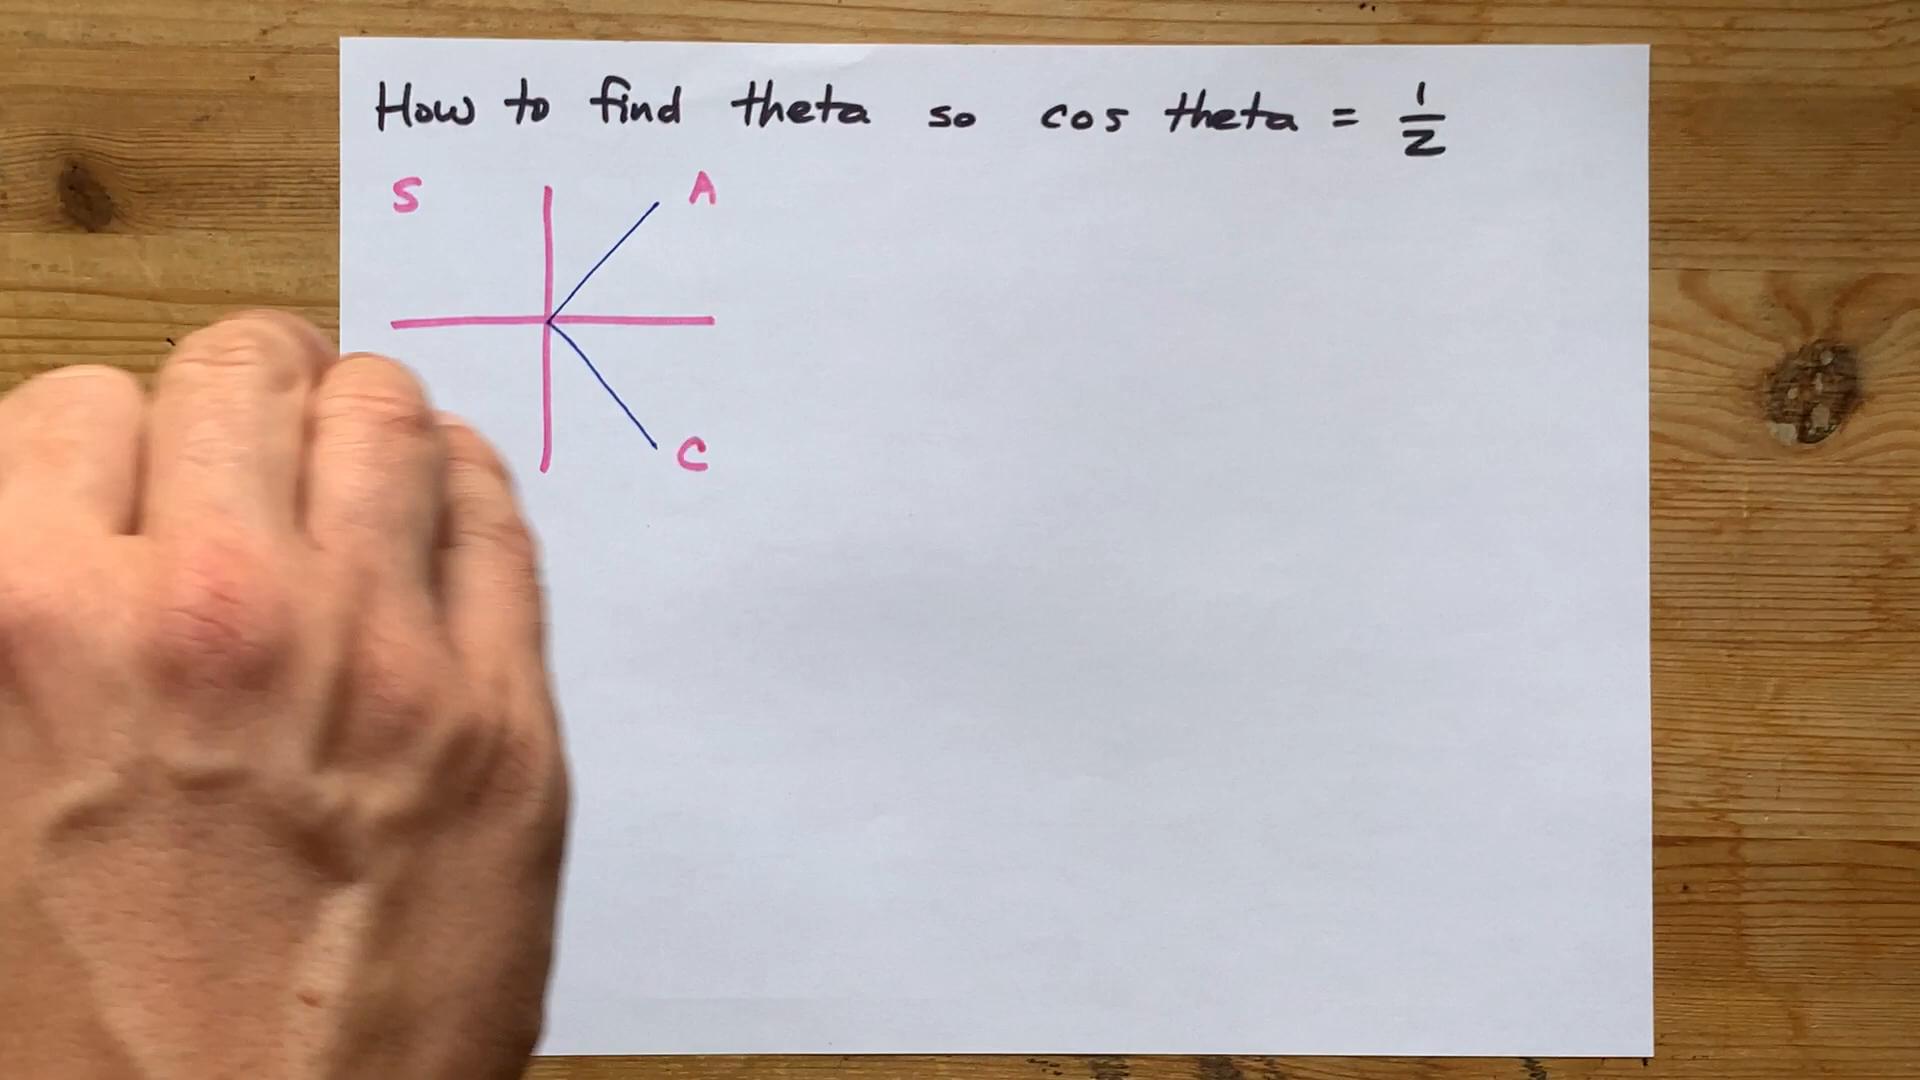 How to find theta so cos theta = 1/2
S A
C